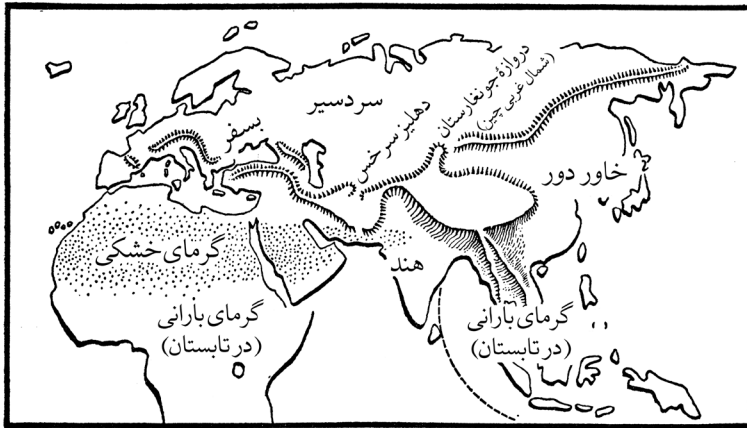 دروازهٔ جونغارستان
(شمال غربی چین)
سردسیر
دهلیز سرخس
بسفر
خاور دور
گرمای خشکی
هند
گرمای بارانی
(در تابستان)
گرمای بارانی
(در تابستان)